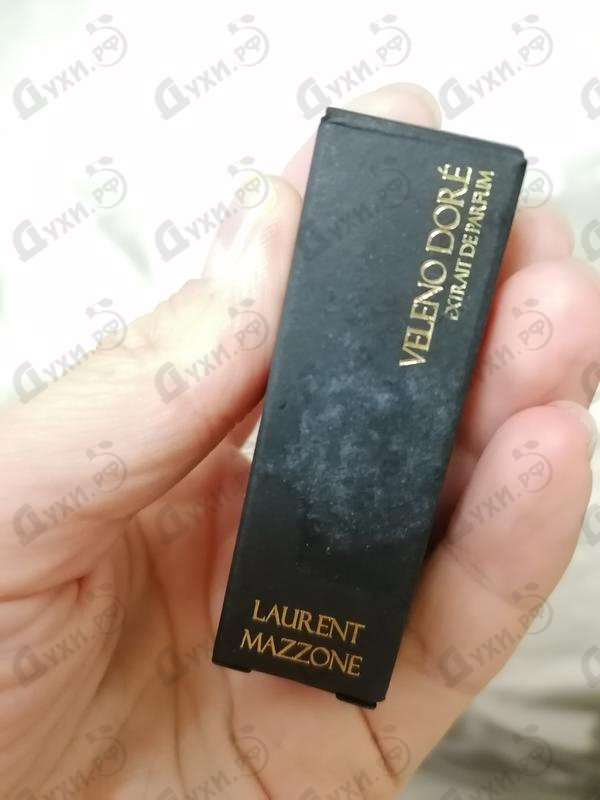 VELENO DORÉ
EXTRAIT DE PARFUM
LAURENT
MAZZONE
Духи.РФ